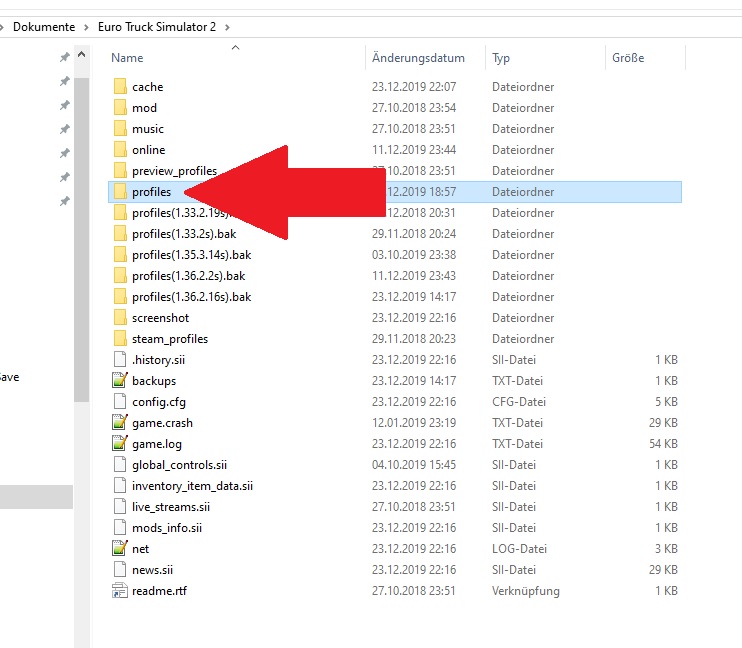 Dokumente > Euro Truck Simulator 2 >
Name Änderungsdatum Typ Größe
cache 23.12.2019 22:07 Dateiordner
mod 27.10.2018 23:54 Dateiordner
music 27.10.2018 23:51 Dateiordner
online 11.12.2019 23:44 Dateiordner
preview_profiles 27.10.2018 23:51 Dateiordner
profiles .12.2019 18:57 Dateiordner
profiles(1.33.2.19s). .12.2018 20:31 Dateiordner
profiles(1.33.2s).bak 29.11.2018 20:24 Dateiordner
profiles(1.35.3.14s).bak 03.10.2019 23:38 Dateiordner
profiles(1.36.2.2s).bak 11.12.2019 23:43 Dateiordner
profiles(1.36.2.16s).bak 23.12.2019 14:17 Dateiordner
screenshot 23.12.2019 22:16 Dateiordner
steam_profiles 29.11.2018 20:23 Dateiordner
.history.sii 23.12.2019 22:16 SII-Datei 1 KB
ave
backups 23.12.2019 14:17 TXT-Datei 1 KB
config.cfg 23.12.2019 22:16 CFG-Datei 5 KB
game.crash 12.01.2019 23:19 TXT-Datei 29 KB
game.log 23.12.2019 22:16 TXT-Datei 54 KB
global_controls.sii 04.10.2019 15:45 SII-Datei 1 KB
inventory_item_data.sii 23.12.2019 22:16 SII-Datei 1 KB
live_streams.sii 27.10.2018 23:51 SII-Datei 1 KB
mods_info.sii 23.12.2019 22:16 SII-Datei 1 KB
net 23.12.2019 22:16 LOG-Datei 3 KB
news.sii 23.12.2019 22:16 SII-Datei 29 KB
readme.rtf 27.10.2018 23:51 Verknüpfung 1 KB